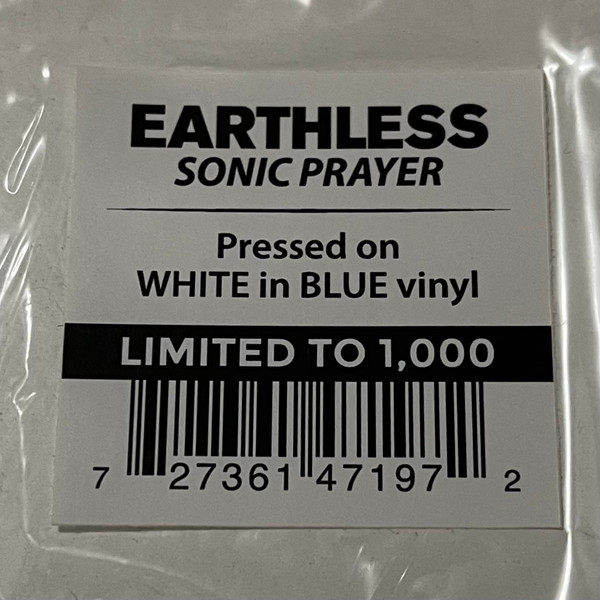 EARTHLESS
SONIC PRAYER
Pressed on
WHITE in BLUE vinyl
LIMITED TO 1,000
7 27361 47197 2